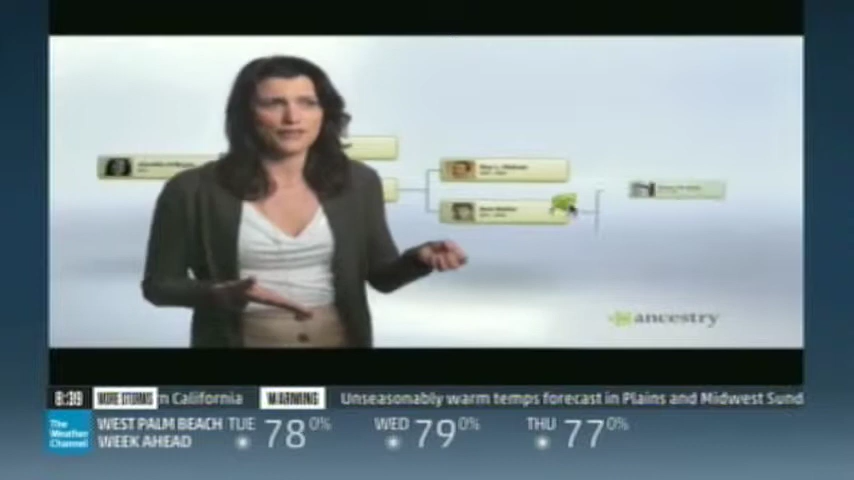 ancestry
8:39 MORE STORMS m California WARMING Unseasonably warm temps forecast in Plains and Midwest Sund
The Weather Channel
WEST PALM BEACH WEEK AHEAD
TUE 78 0%
WED 79 0%
THU 77 0%